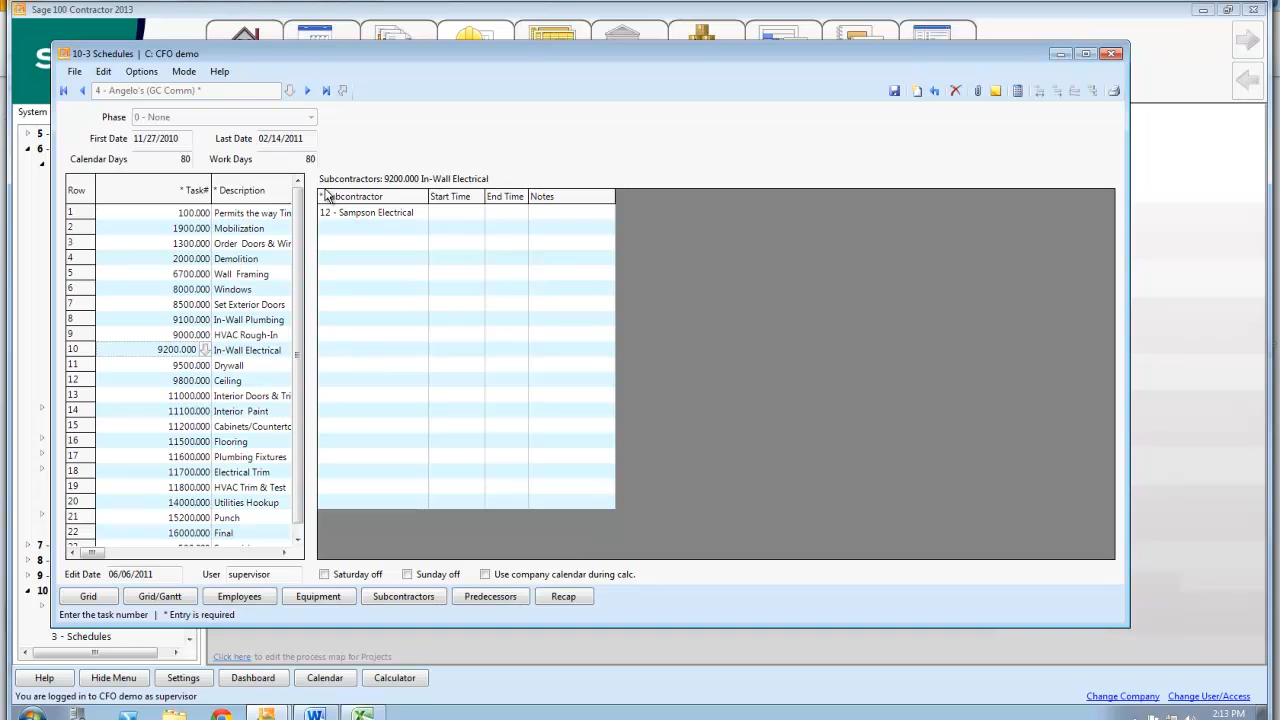 Sage 100 Contractor 2013
S
10-3 Schedules | C: CFO demo
File Edit Options Mode Help
4 - Angelo's (GC Comm) *
System
Phase 0 - None
First Date 11/27/2010 Last Date 02/14/2011
Calendar Days 80 Work Days 80
Subcontractors: 9200.000 In-Wall Electrical
Row * Task# * Description
1 100.000 Permits the way Tin
2 1900.000 Mobilization
3 1300.000 Order Doors & Wir
4 2000.000 Demolition
5 6700.000 Wall Framing
6 8000.000 Windows
7 8500.000 Set Exterior Doors
8 9100.000 In-Wall Plumbing
9 9000.000 HVAC Rough-In
10 9200.000 In-Wall Electrical
11 9500.000 Drywall
12 9800.000 Ceiling
13 11000.000 Interior Doors & Tri
14 11100.000 Interior Paint
15 11200.000 Cabinets/Counterto
16 11500.000 Flooring
17 11600.000 Plumbing Fixtures
18 11700.000 Electrical Trim
19 11800.000 HVAC Trim & Test
20 14000.000 Utilities Hookup
21 15200.000 Punch
22 16000.000 Final
* Subcontractor Start Time End Time Notes
12 - Sampson Electrical
5 -
6 -
7 -
8 -
9 -
10
Edit Date 06/06/2011 User supervisor Saturday off Sunday off Use company calendar during calc.
Grid Grid/Gantt Employees Equipment Subcontractors Predecessors Recap
Enter the task number | * Entry is required
3 - Schedules
Click here to edit the process map for Projects
Help Hide Menu Settings Dashboard Calendar Calculator
You are logged in to CFO demo as supervisor Change Company Change User/Access
2:13 PM